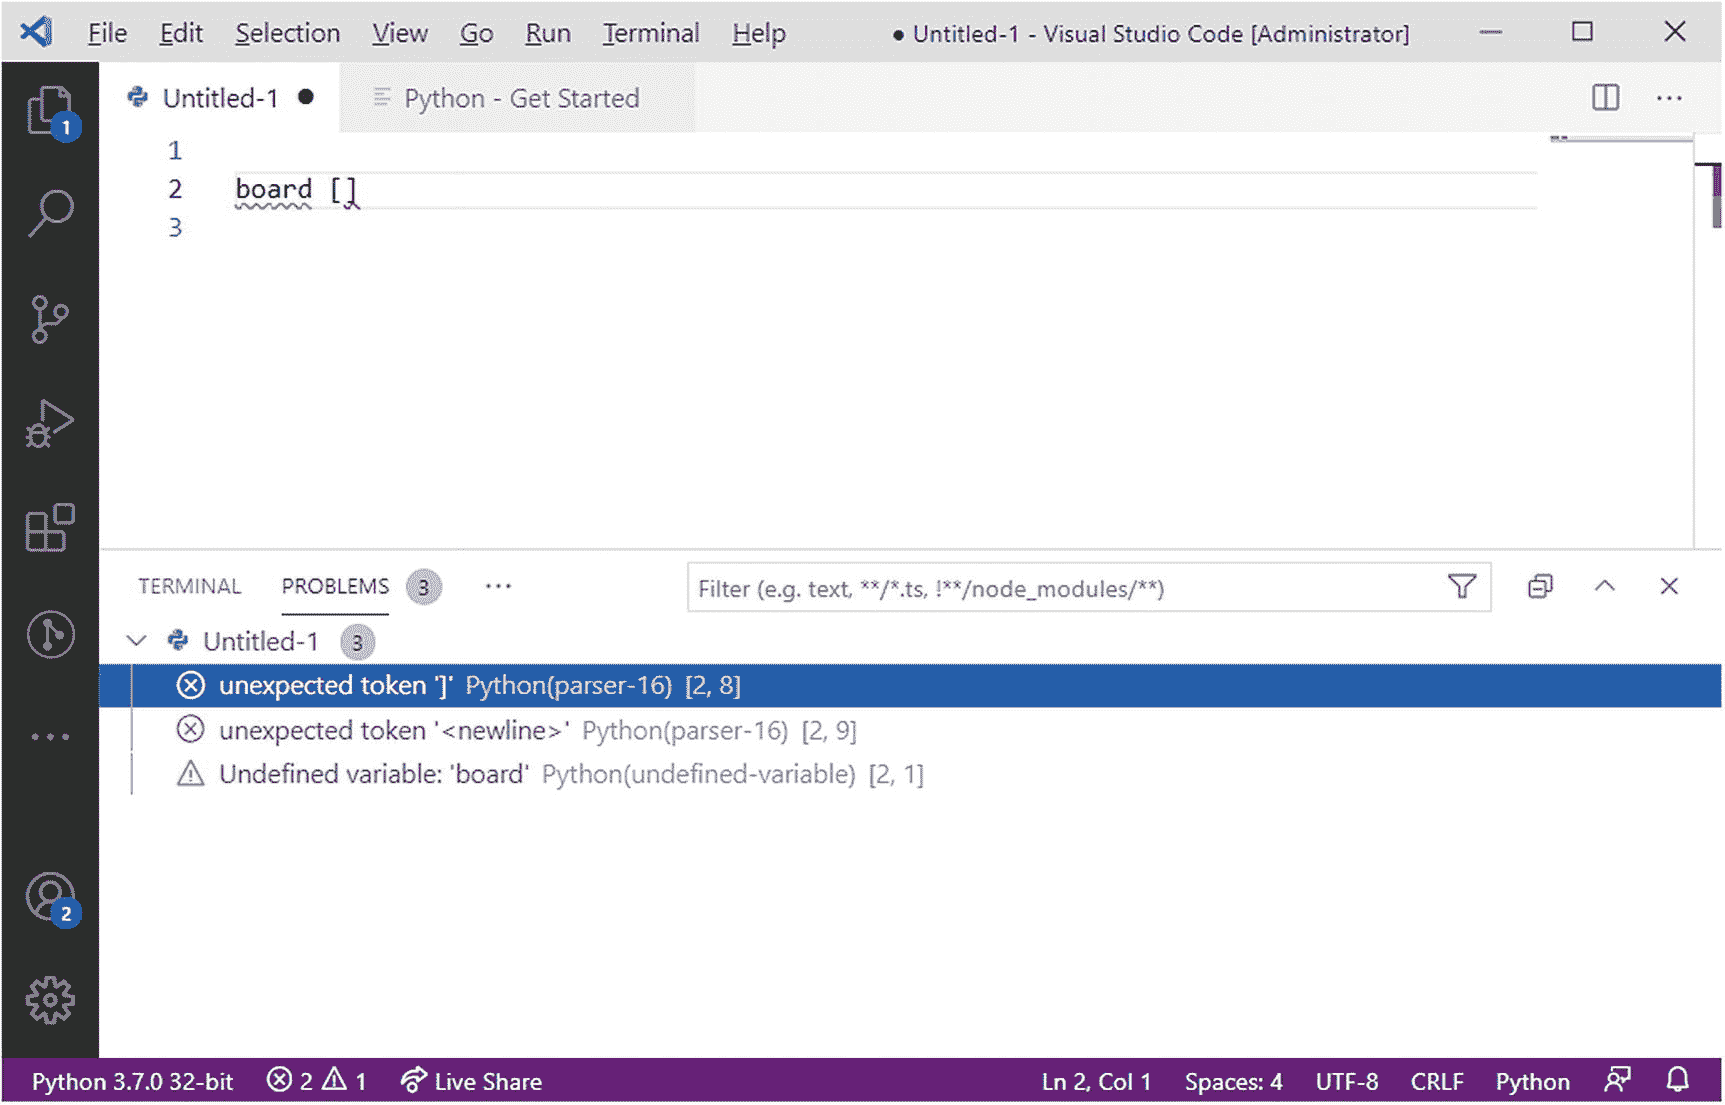 File Edit Selection View Go Run Terminal Help ● Untitled-1 - Visual Studio Code [Administrator]
Untitled-1 ● Python - Get Started ...
1
2 board []
3
TERMINAL PROBLEMS 3 ... Filter (e.g. text, **/*.ts, !**/node_modules/**)
Untitled-1 3
unexpected token ']' Python(parser-16) [2, 8]
unexpected token '<newline>' Python(parser-16) [2, 9]
Undefined variable: 'board' Python(undefined-variable) [2, 1]
1
2
Python 3.7.0 32-bit 2 1 Live Share Ln 2, Col 1 Spaces: 4 UTF-8 CRLF Python